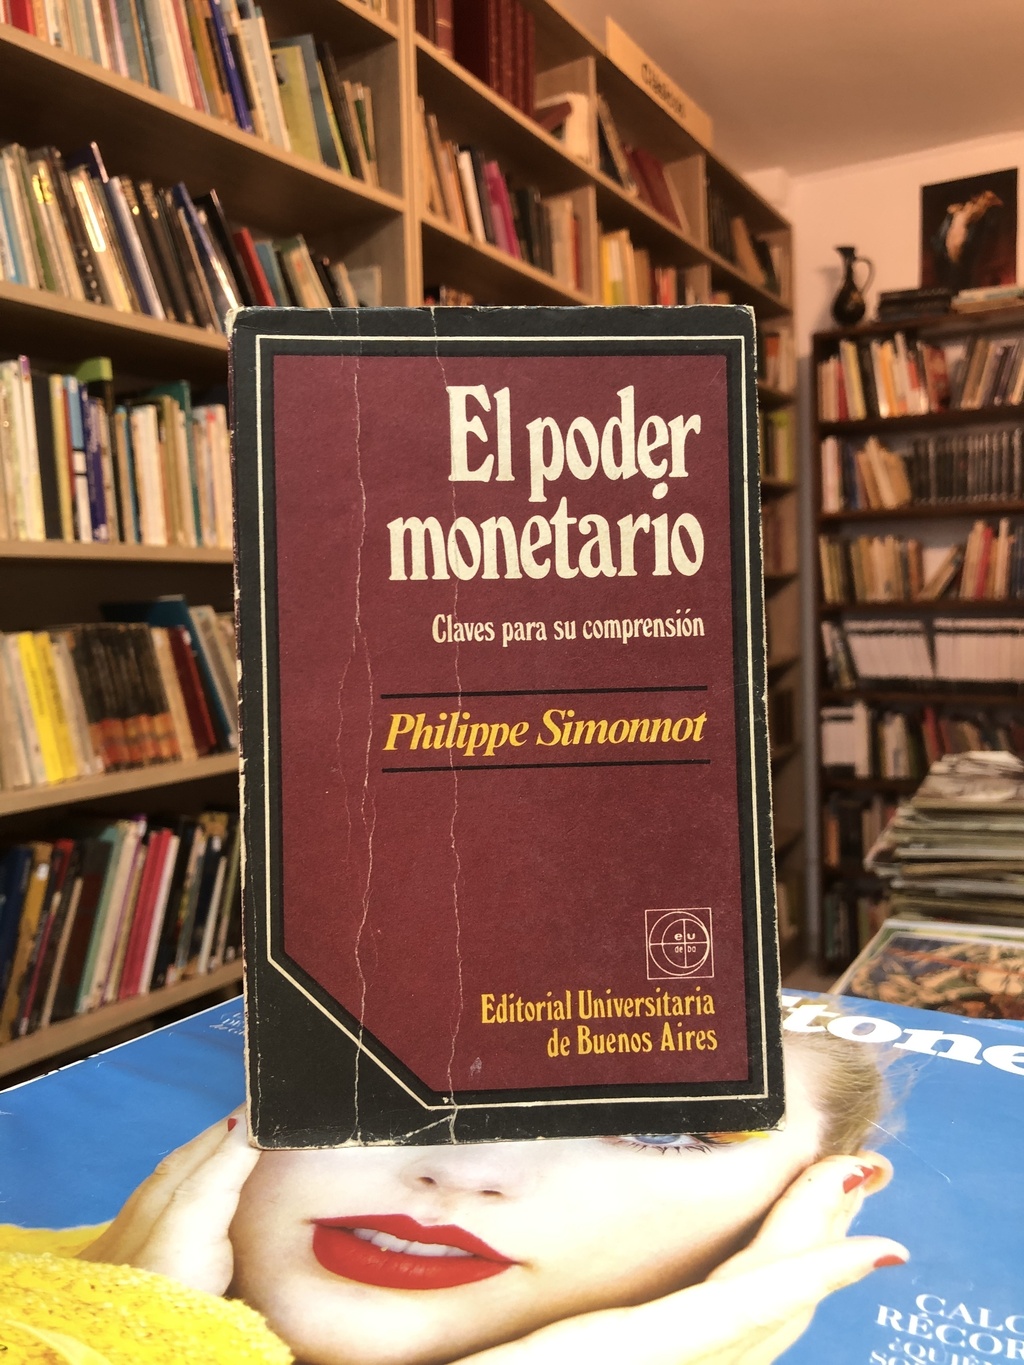 El poder
monetario
Claves para su comprensión
Philippe Simonnot
eu
de ba
Editorial Universitaria
de Buenos Aires